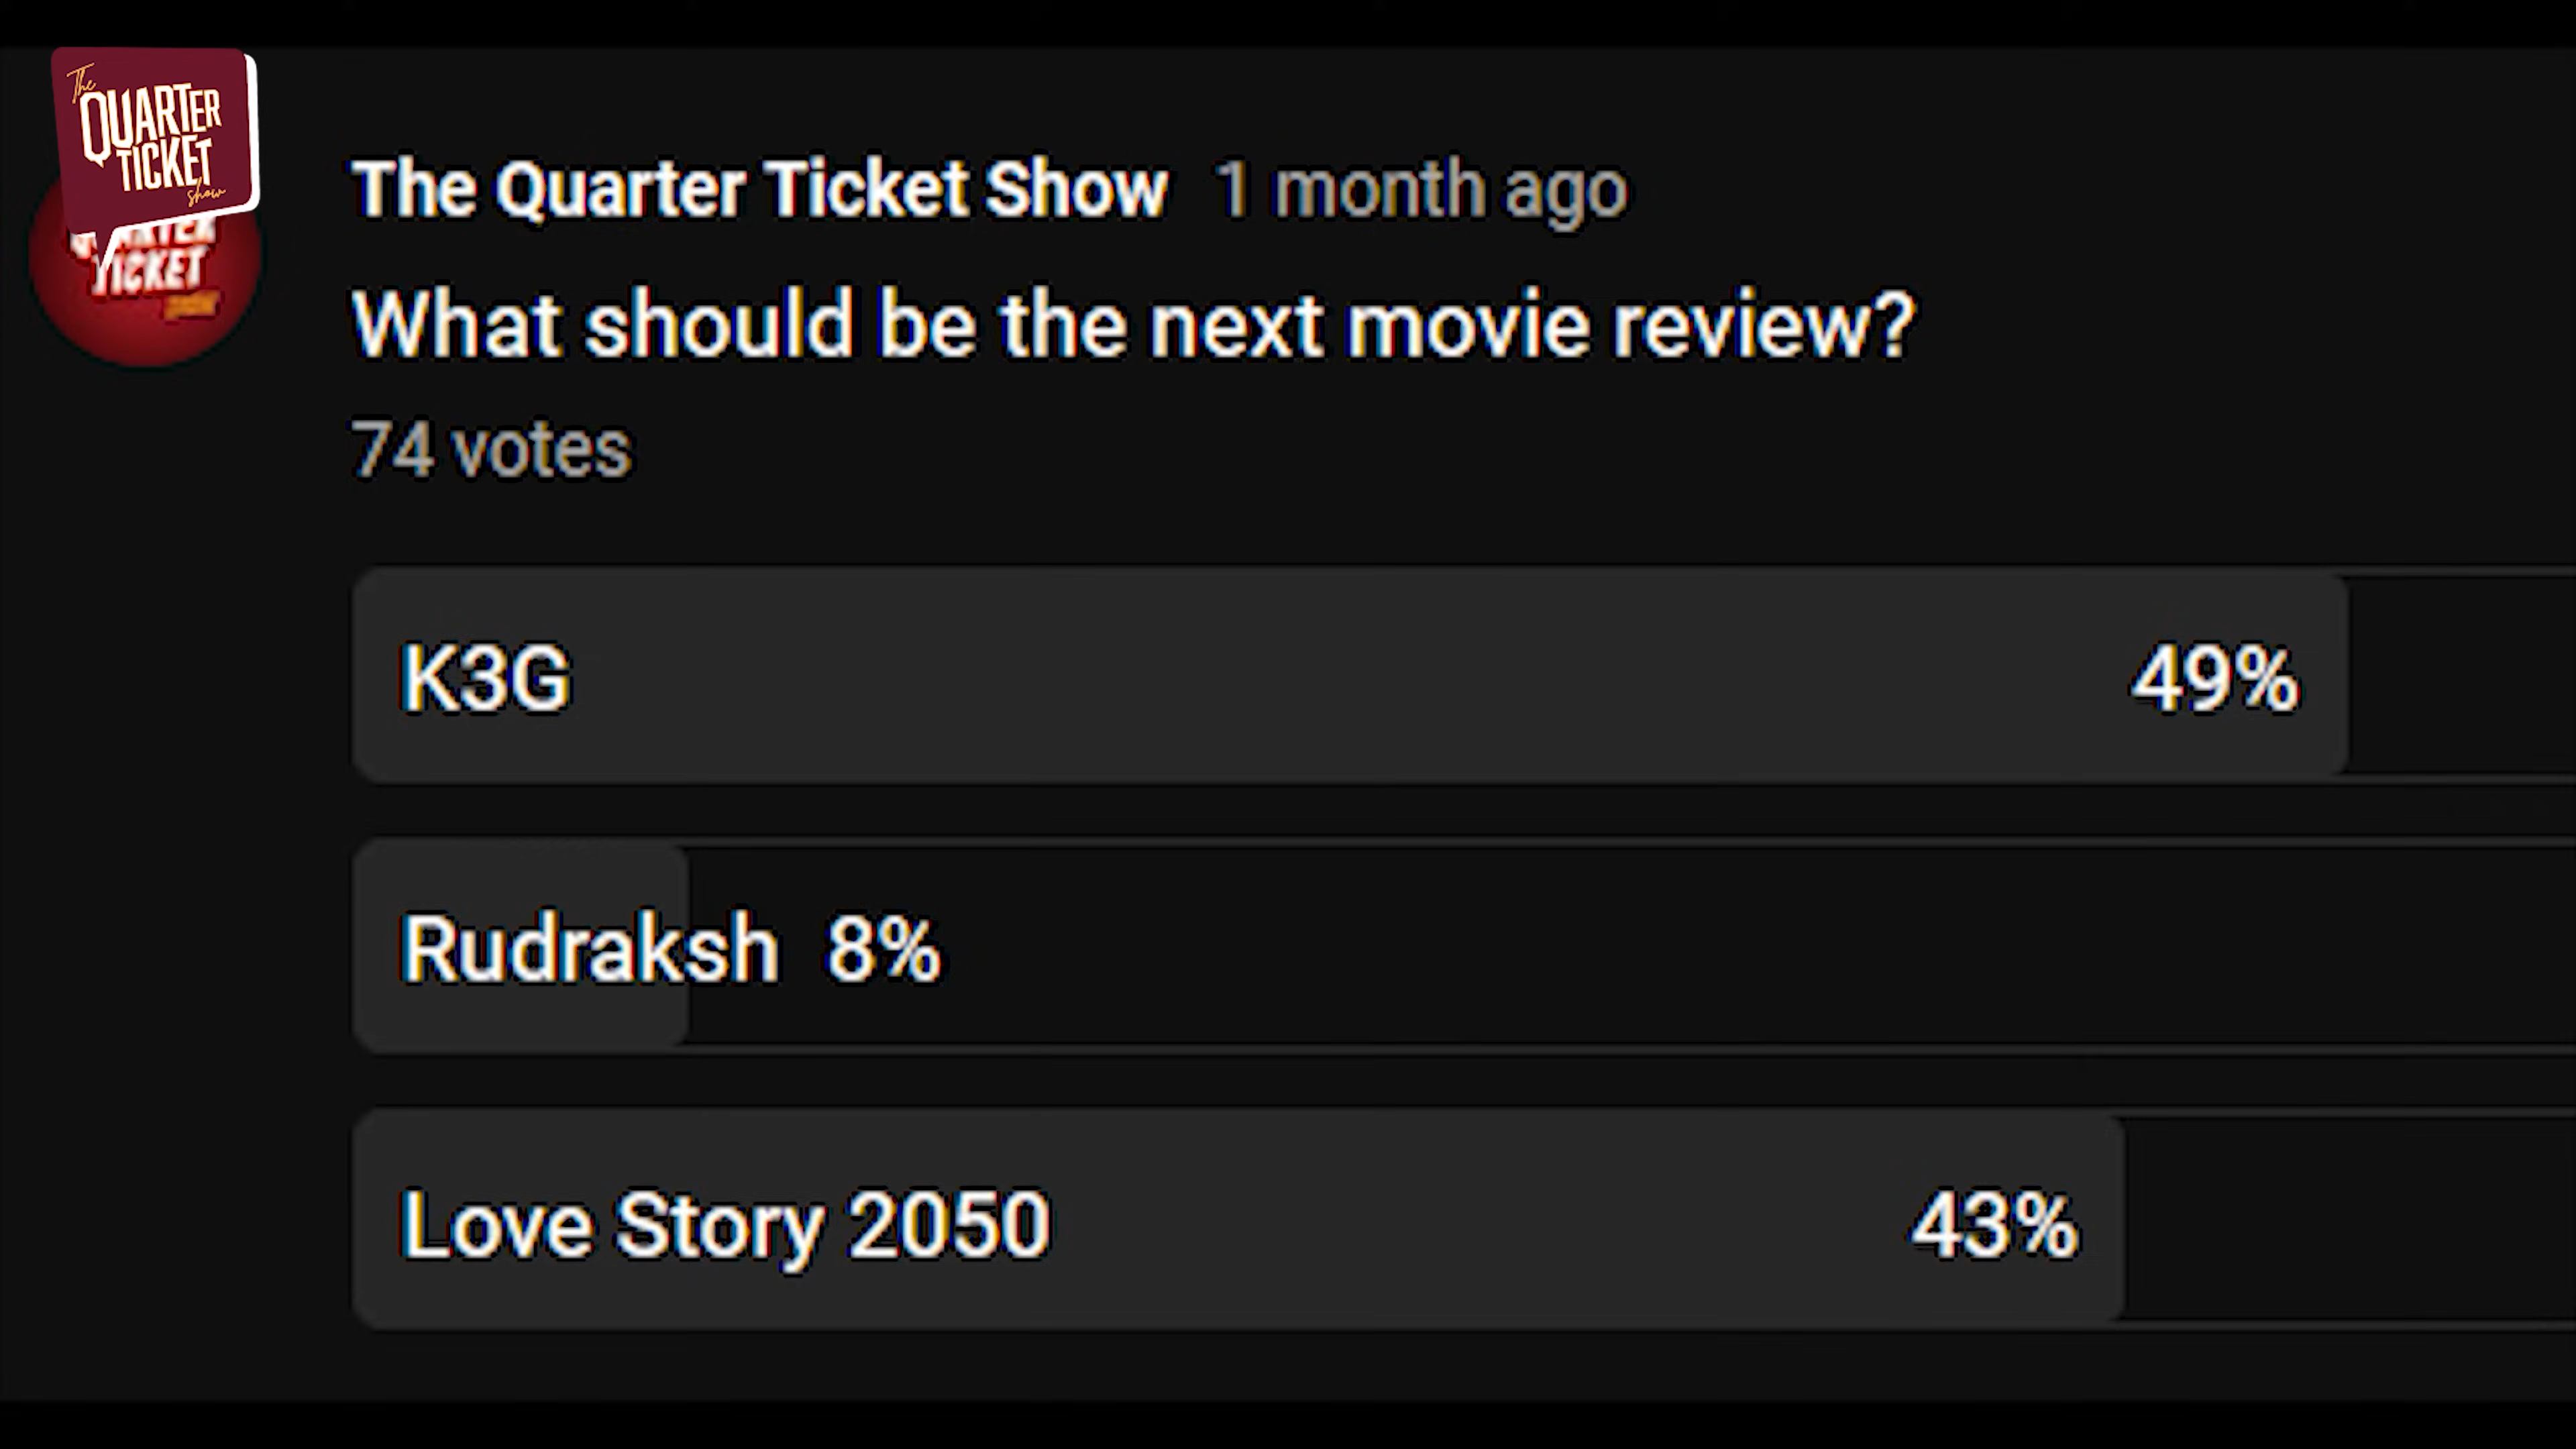 The
QUARTER
TICKET
show
TICKET
The Quarter Ticket Show 1 month ago
What should be the next movie review?
74 votes
K3G 49%
Rudraksh 8%
Love Story 2050 43%